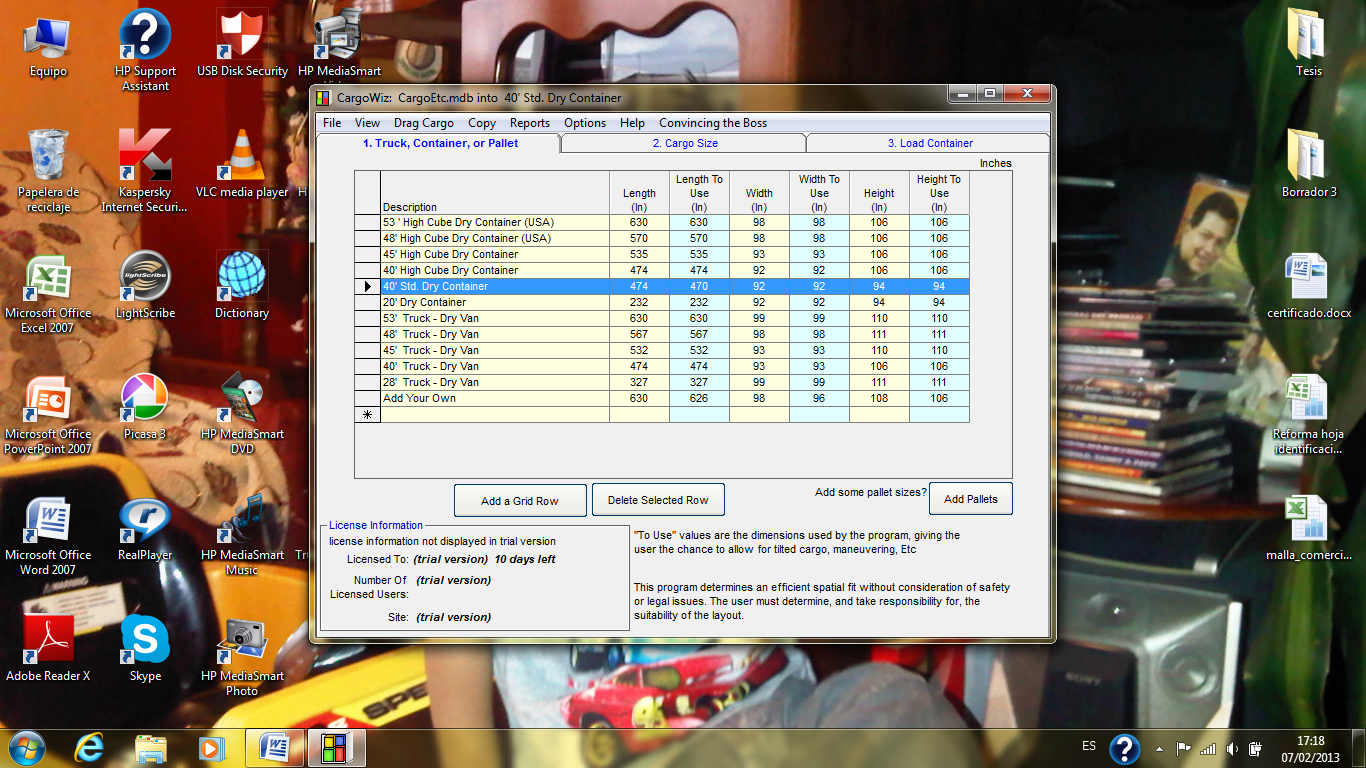 Equipo
HP Support
Assistant
USB Disk Security
HP MediaSmart
Papelera de
reciclaje
Kaspersky
Internet Securi...
VLC media player
Microsoft Office
Excel 2007
lightScribe
LightScribe
Dictionary
Microsoft Office
PowerPoint 2007
Picasa 3
HP MediaSmart
DVD
Microsoft Office
Word 2007
RealPlayer
HP MediaSmart
Music
Adobe Reader X
Skype
HP MediaSmart
Photo
CargoWiz: CargoEtc.mdb into 40' Std. Dry Container
File View Drag Cargo Copy Reports Options Help Convincing the Boss
1. Truck, Container, or Pallet 2. Cargo Size 3. Load Container
Inches
Description Length (In) Length To Use (In) Width (In) Width To Use (In) Height (In) Height To Use (In)
53 ' High Cube Dry Container (USA) 630 630 98 98 106 106
48' High Cube Dry Container (USA) 570 570 98 98 106 106
45' High Cube Dry Container 535 535 93 93 106 106
40' High Cube Dry Container 474 474 92 92 106 106
40' Std. Dry Container 474 470 92 92 94 94
20' Dry Container 232 232 92 92 94 94
53' Truck - Dry Van 630 630 99 99 110 110
48' Truck - Dry Van 567 567 98 98 111 111
45' Truck - Dry Van 532 532 93 93 110 110
40' Truck - Dry Van 474 474 93 93 106 106
28' Truck - Dry Van 327 327 99 99 111 111
Add Your Own 630 626 98 96 108 106
Add a Grid Row
Delete Selected Row
Add some pallet sizes?
Add Pallets
License Information
license information not displayed in trial version
Licensed To: (trial version) 10 days left
Number Of Licensed Users: (trial version)
Site: (trial version)
"To Use" values are the dimensions used by the program, giving the
user the chance to allow for tilted cargo, maneuvering, Etc
This program determines an efficient spatial fit without consideration of safety
or legal issues. The user must determine, and take responsibility for, the
suitability of the layout.
Tesis
Borrador 3
certificado.docx
Reforma hoja
identificaci...
malla_comerci...
SONY
ES
17:18
07/02/2013